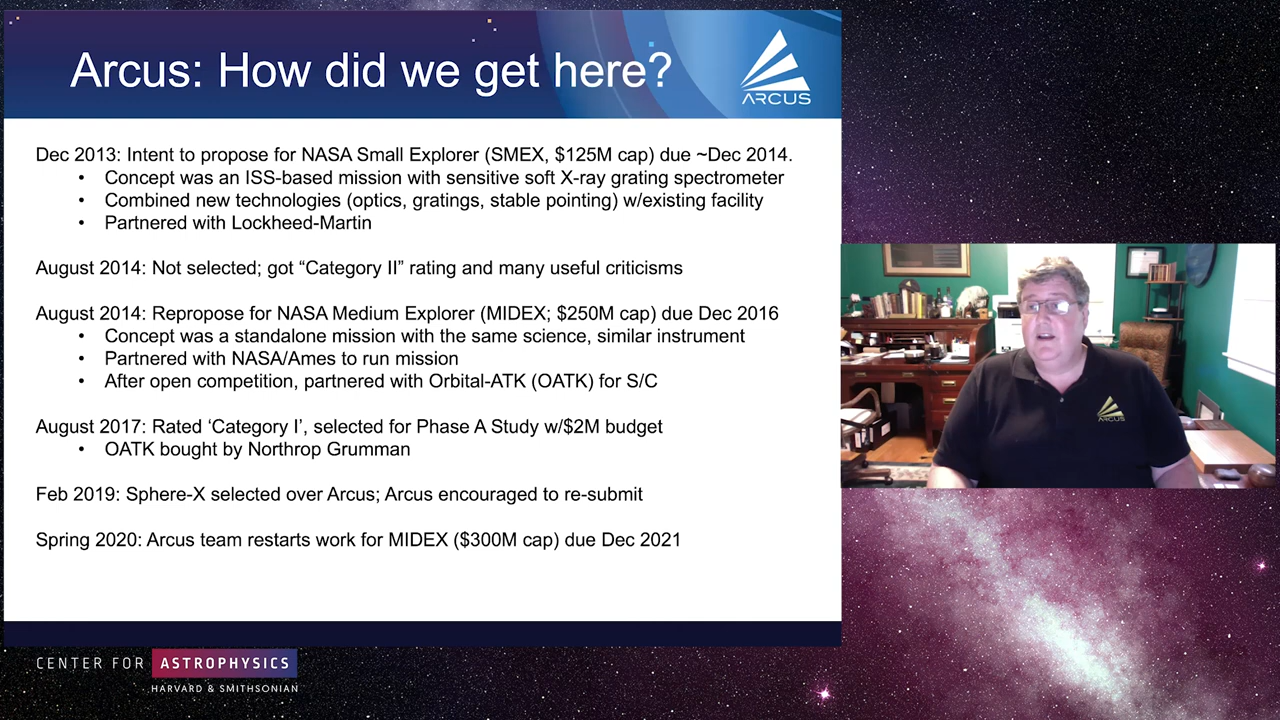 Arcus: How did we get here?
ARCUS
Dec 2013: Intent to propose for NASA Small Explorer (SMEX, $125M cap) due ~Dec 2014.
• Concept was an ISS-based mission with sensitive soft X-ray grating spectrometer
• Combined new technologies (optics, gratings, stable pointing) w/existing facility
• Partnered with Lockheed-Martin
August 2014: Not selected; got “Category II” rating and many useful criticisms
August 2014: Repropose for NASA Medium Explorer (MIDEX; $250M cap) due Dec 2016
• Concept was a standalone mission with the same science, similar instrument
• Partnered with NASA/Ames to run mission
• After open competition, partnered with Orbital-ATK (OATK) for S/C
August 2017: Rated ‘Category I’, selected for Phase A Study w/$2M budget
• OATK bought by Northrop Grumman
Feb 2019: Sphere-X selected over Arcus; Arcus encouraged to re-submit
Spring 2020: Arcus team restarts work for MIDEX ($300M cap) due Dec 2021
ARCUS
CENTER FOR ASTROPHYSICS
HARVARD & SMITHSONIAN